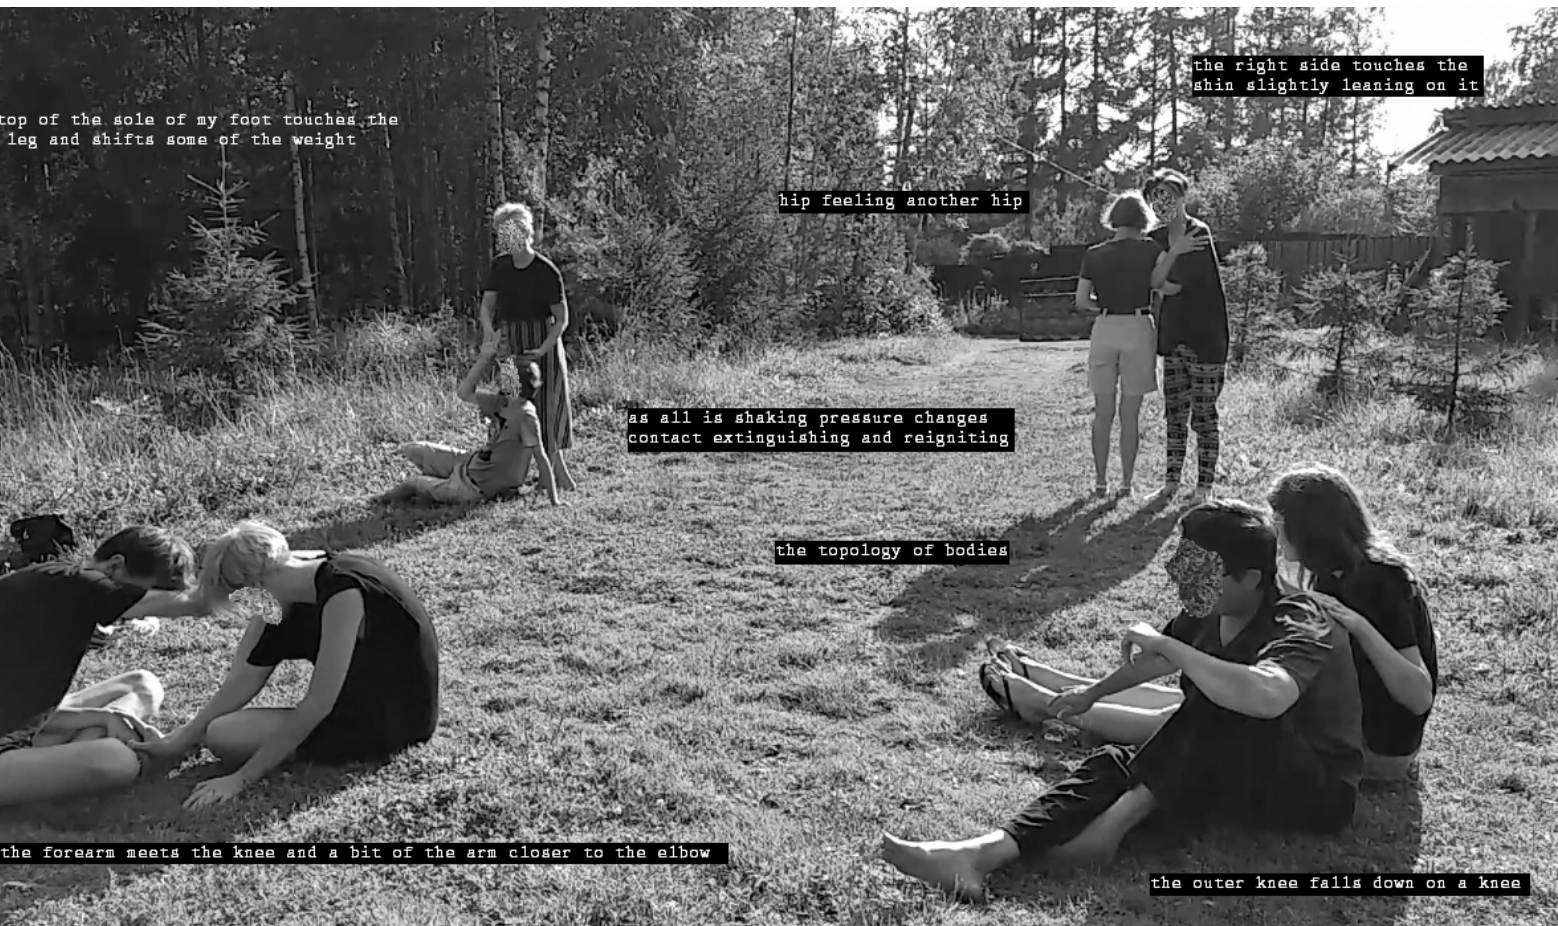 the right side touches the
shin slightly leaning on it
top of the sole of my foot touches the
leg and shifts some of the weight
hip feeling another hip
as all is shaking pressure changes
contact extinguishing and reigniting
the topology of bodies
the forearm meets the knee and a bit of the arm closer to the elbow
the outer knee falls down on a knee